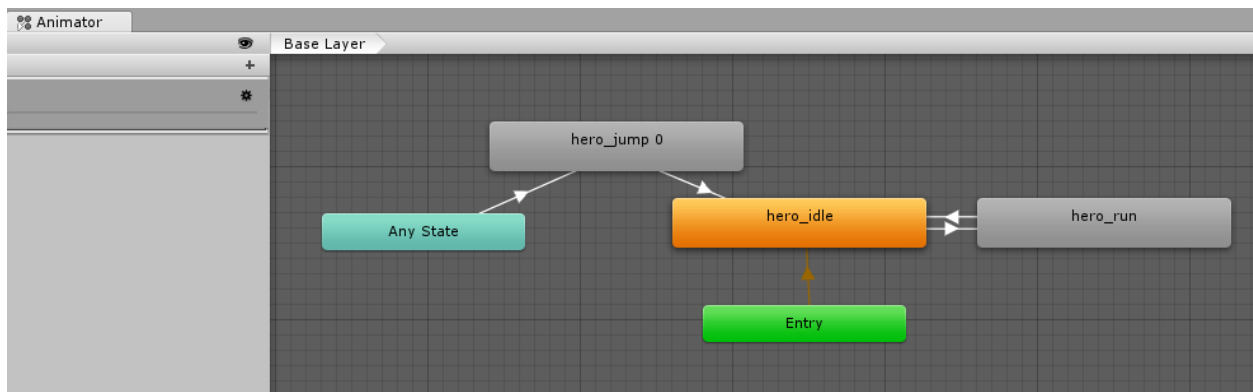 Animator
Base Layer
+
hero_jump 0
hero_idle
hero_run
Any State
Entry